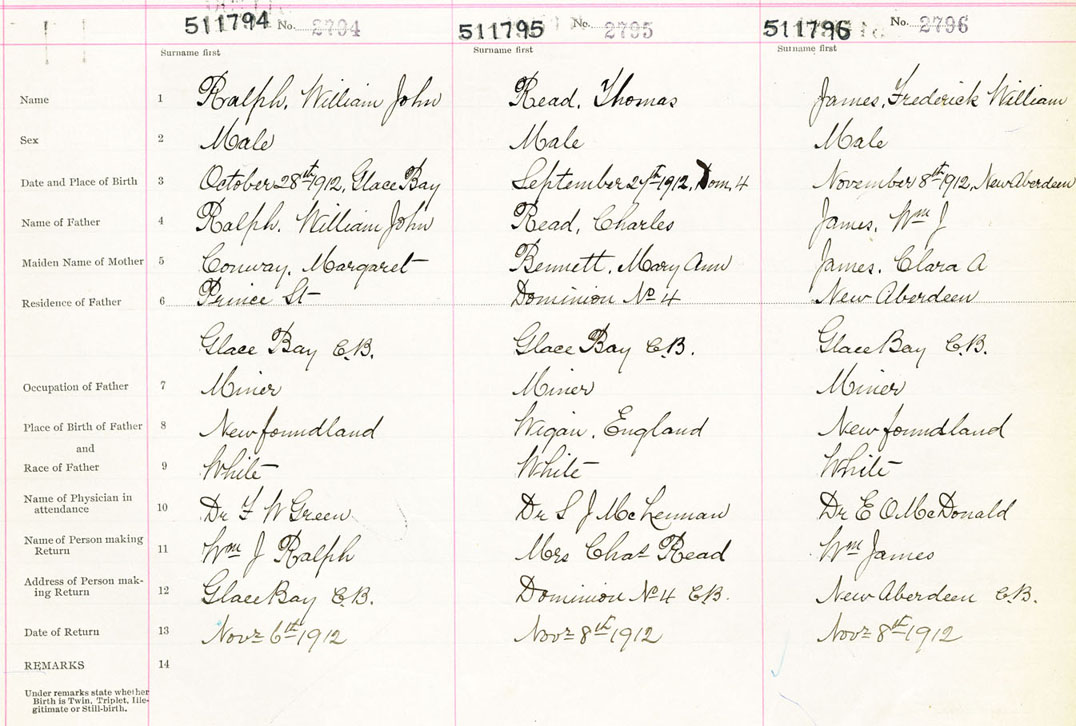 511794 No. 2794 511795 No. 2795 511796 No. 2796
Surname first Surname first Surname first
Name 1 Ralph, William John Read, Thomas James, Frederick William
Sex 2 Male Male Male
Date and Place of Birth 3 October 28th 1912, Glace Bay September 27th 1912, Dom. 4 November 8th 1912, New Aberdeen
Name of Father 4 Ralph, William John Read, Charles James, Wm J
Maiden Name of Mother 5 Conway, Margaret Bennett, Mary Ann James, Clara A
Residence of Father 6 Prince St Dominion No 4 New Aberdeen
Glace Bay C.B. Glace Bay C.B. Glace Bay C.B.
Occupation of Father 7 Miner Miner Miner
Place of Birth of Father 8 Newfoundland Wigan, England Newfoundland
and
Race of Father 9 White White White
Name of Physician in
attendance 10 Dr F W Green Dr S J McLennan Dr E O McDonald
Name of Person making
Return 11 Wm J Ralph Mrs Chas Read Wm James
Address of Person mak-
ing Return 12 Glace Bay C.B. Dominion No 4 C.B. New Aberdeen C.B.
Date of Return 13 Novr 6th 1912 Novr 8th 1912 Novr 8th 1912
REMARKS 14
Under remarks state whether
Birth is Twin, Triplet, Ille-
gitimate or Still-birth.